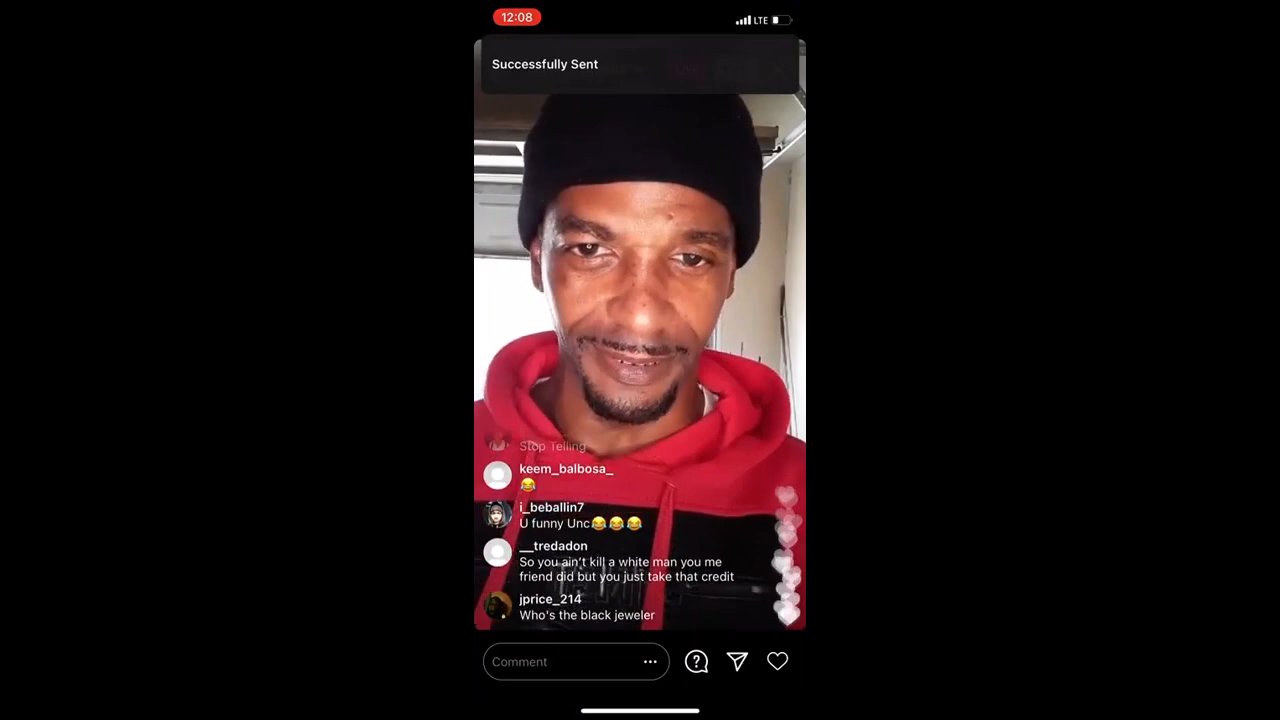 12:08
LTE
Successfully Sent
Stop Telling
keem_balbosa_
😂
i_beballin7
U funny Unc😂😂😂
__tredadon
So you ain't kill a white man you me
friend did but you just take that credit
jprice_214
Who's the black jeweler
Comment